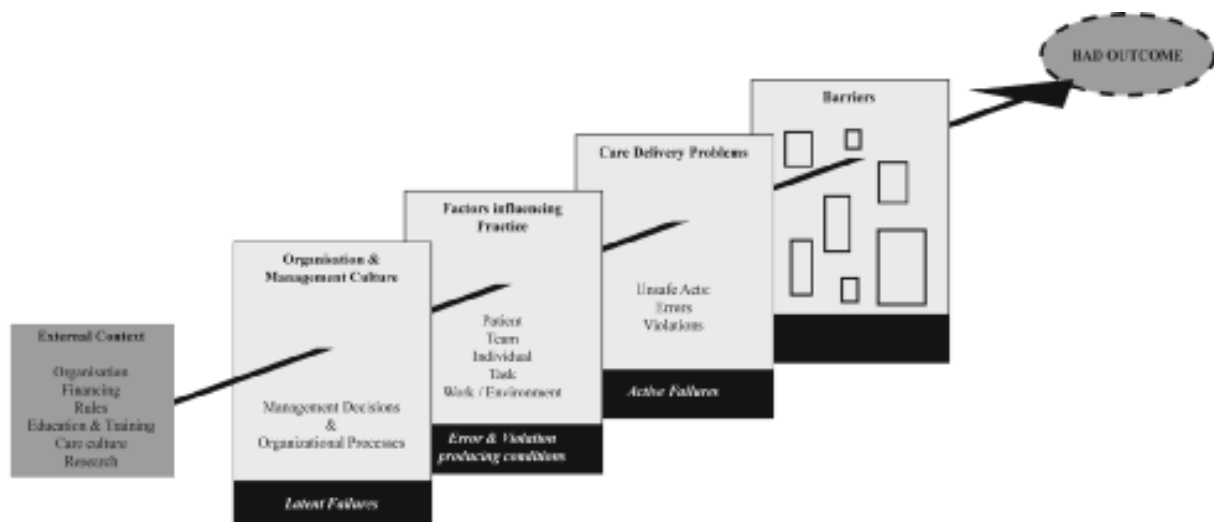 External Context
Organisation
Financing
Rules
Education & Training
Care culture
Research
Organisation &
Management Culture
Management Decisions
&
Organizational Processes
Latent Failures
Factors influencing
Practice
Patient
Team
Individual
Task
Work / Environment
Error & Violation
producing conditions
Care Delivery Problems
Unsafe Acts:
Errors
Violations
Active Failures
Barriers
BAD OUTCOME